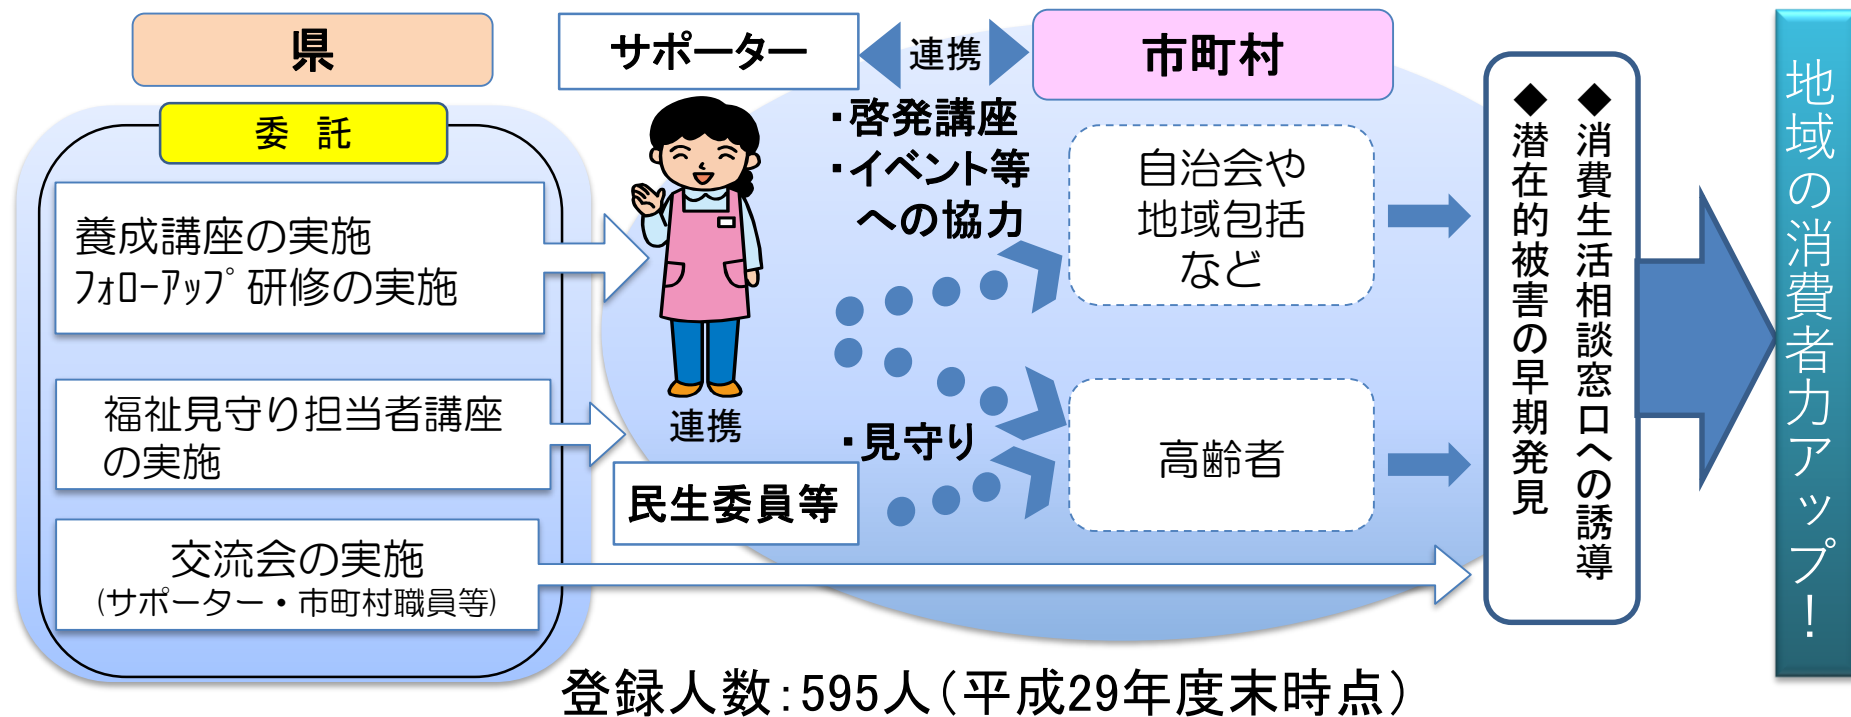 県
委 託
養成講座の実施
フォローアップ 研修の実施
福祉見守り担当者講座
の実施
交流会の実施
(サポーター・市町村職員等)
サポーター
連携
市町村
・啓発講座
・イベント等
への協力
連携
・見守り
民生委員等
自治会や
地域包括
など
高齢者
◆消費生活相談窓口への誘導
◆潜在的被害の早期発見
地域の消費者力アップ！
登録人数：595人（平成29年度末時点）